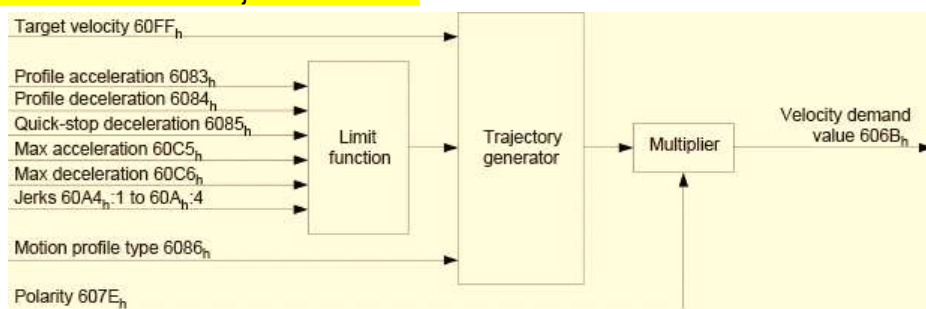 Target velocity 60FFh
Profile acceleration 6083h
Profile deceleration 6084h
Quick-stop deceleration 6085h
Max acceleration 60C5h
Max deceleration 60C6h
Jerks 60A4h:1 to 60Ah:4
Limit
function
Trajectory
generator
Multiplier
Velocity demand
value 606Bh
Motion profile type 6086h
Polarity 607Eh